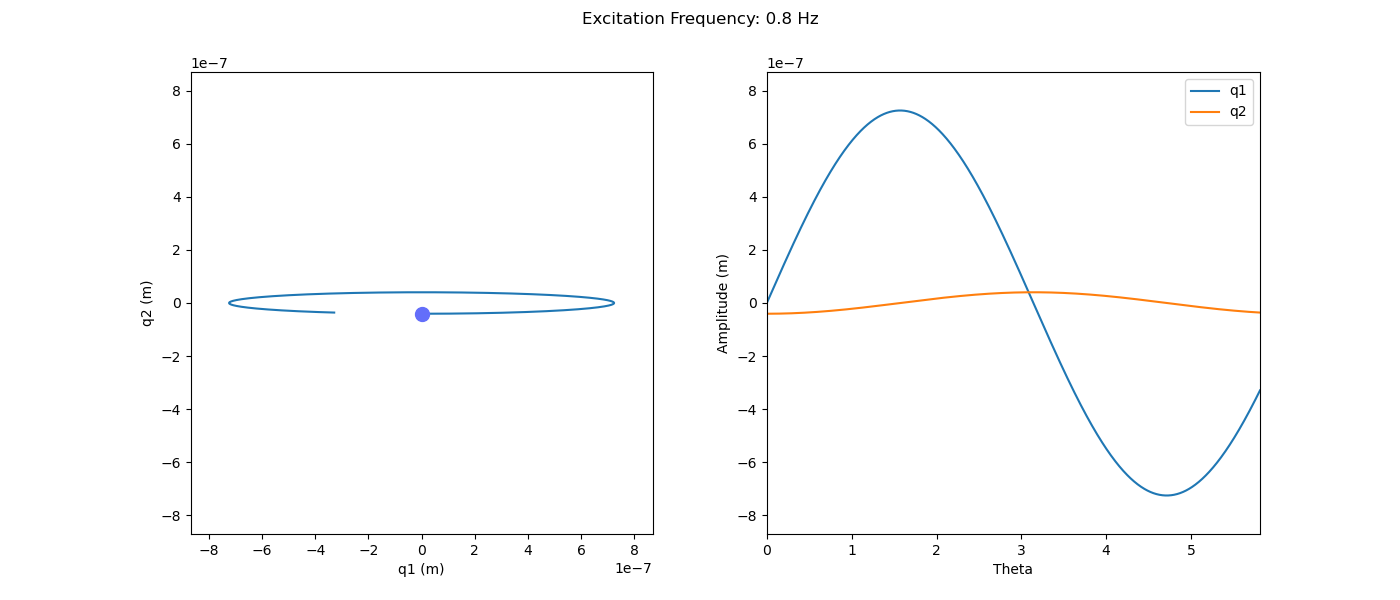 Excitation Frequency: 0.8 Hz
1e−7
8
6
4
2
0
−2
−4
−6
−8
q2 (m)
−8 −6 −4 −2 0 2 4 6 8
q1 (m)
1e−7
1e−7
8
6
4
2
0
−2
−4
−6
−8
Amplitude (m)
0 1 2 3 4 5
Theta
q1
q2